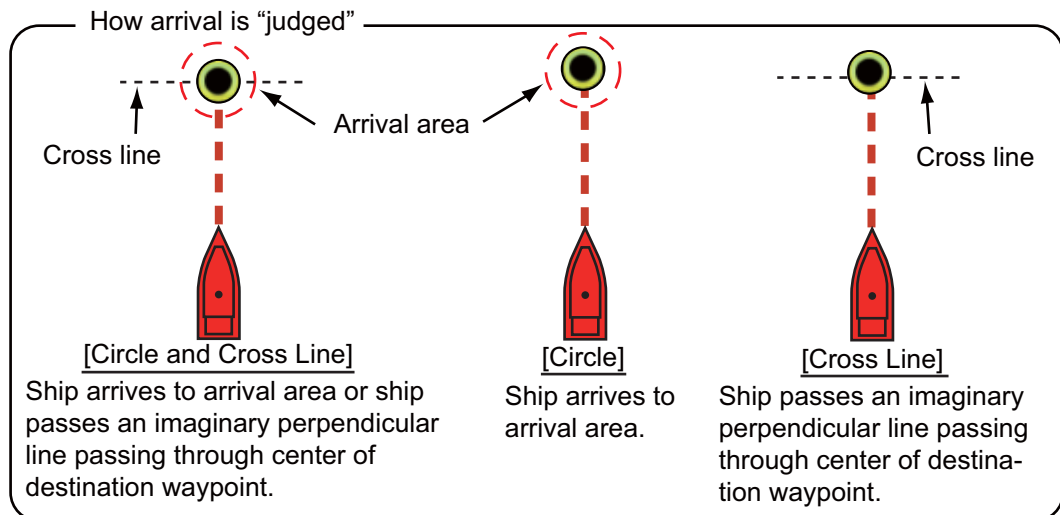 How arrival is “judged”
Cross line
Arrival area
Cross line
[Circle and Cross Line]
Ship arrives to arrival area or ship
passes an imaginary perpendicular
line passing through center of
destination waypoint.
[Circle]
Ship arrives to
arrival area.
[Cross Line]
Ship passes an imaginary
perpendicular line passing
through center of destina-
tion waypoint.